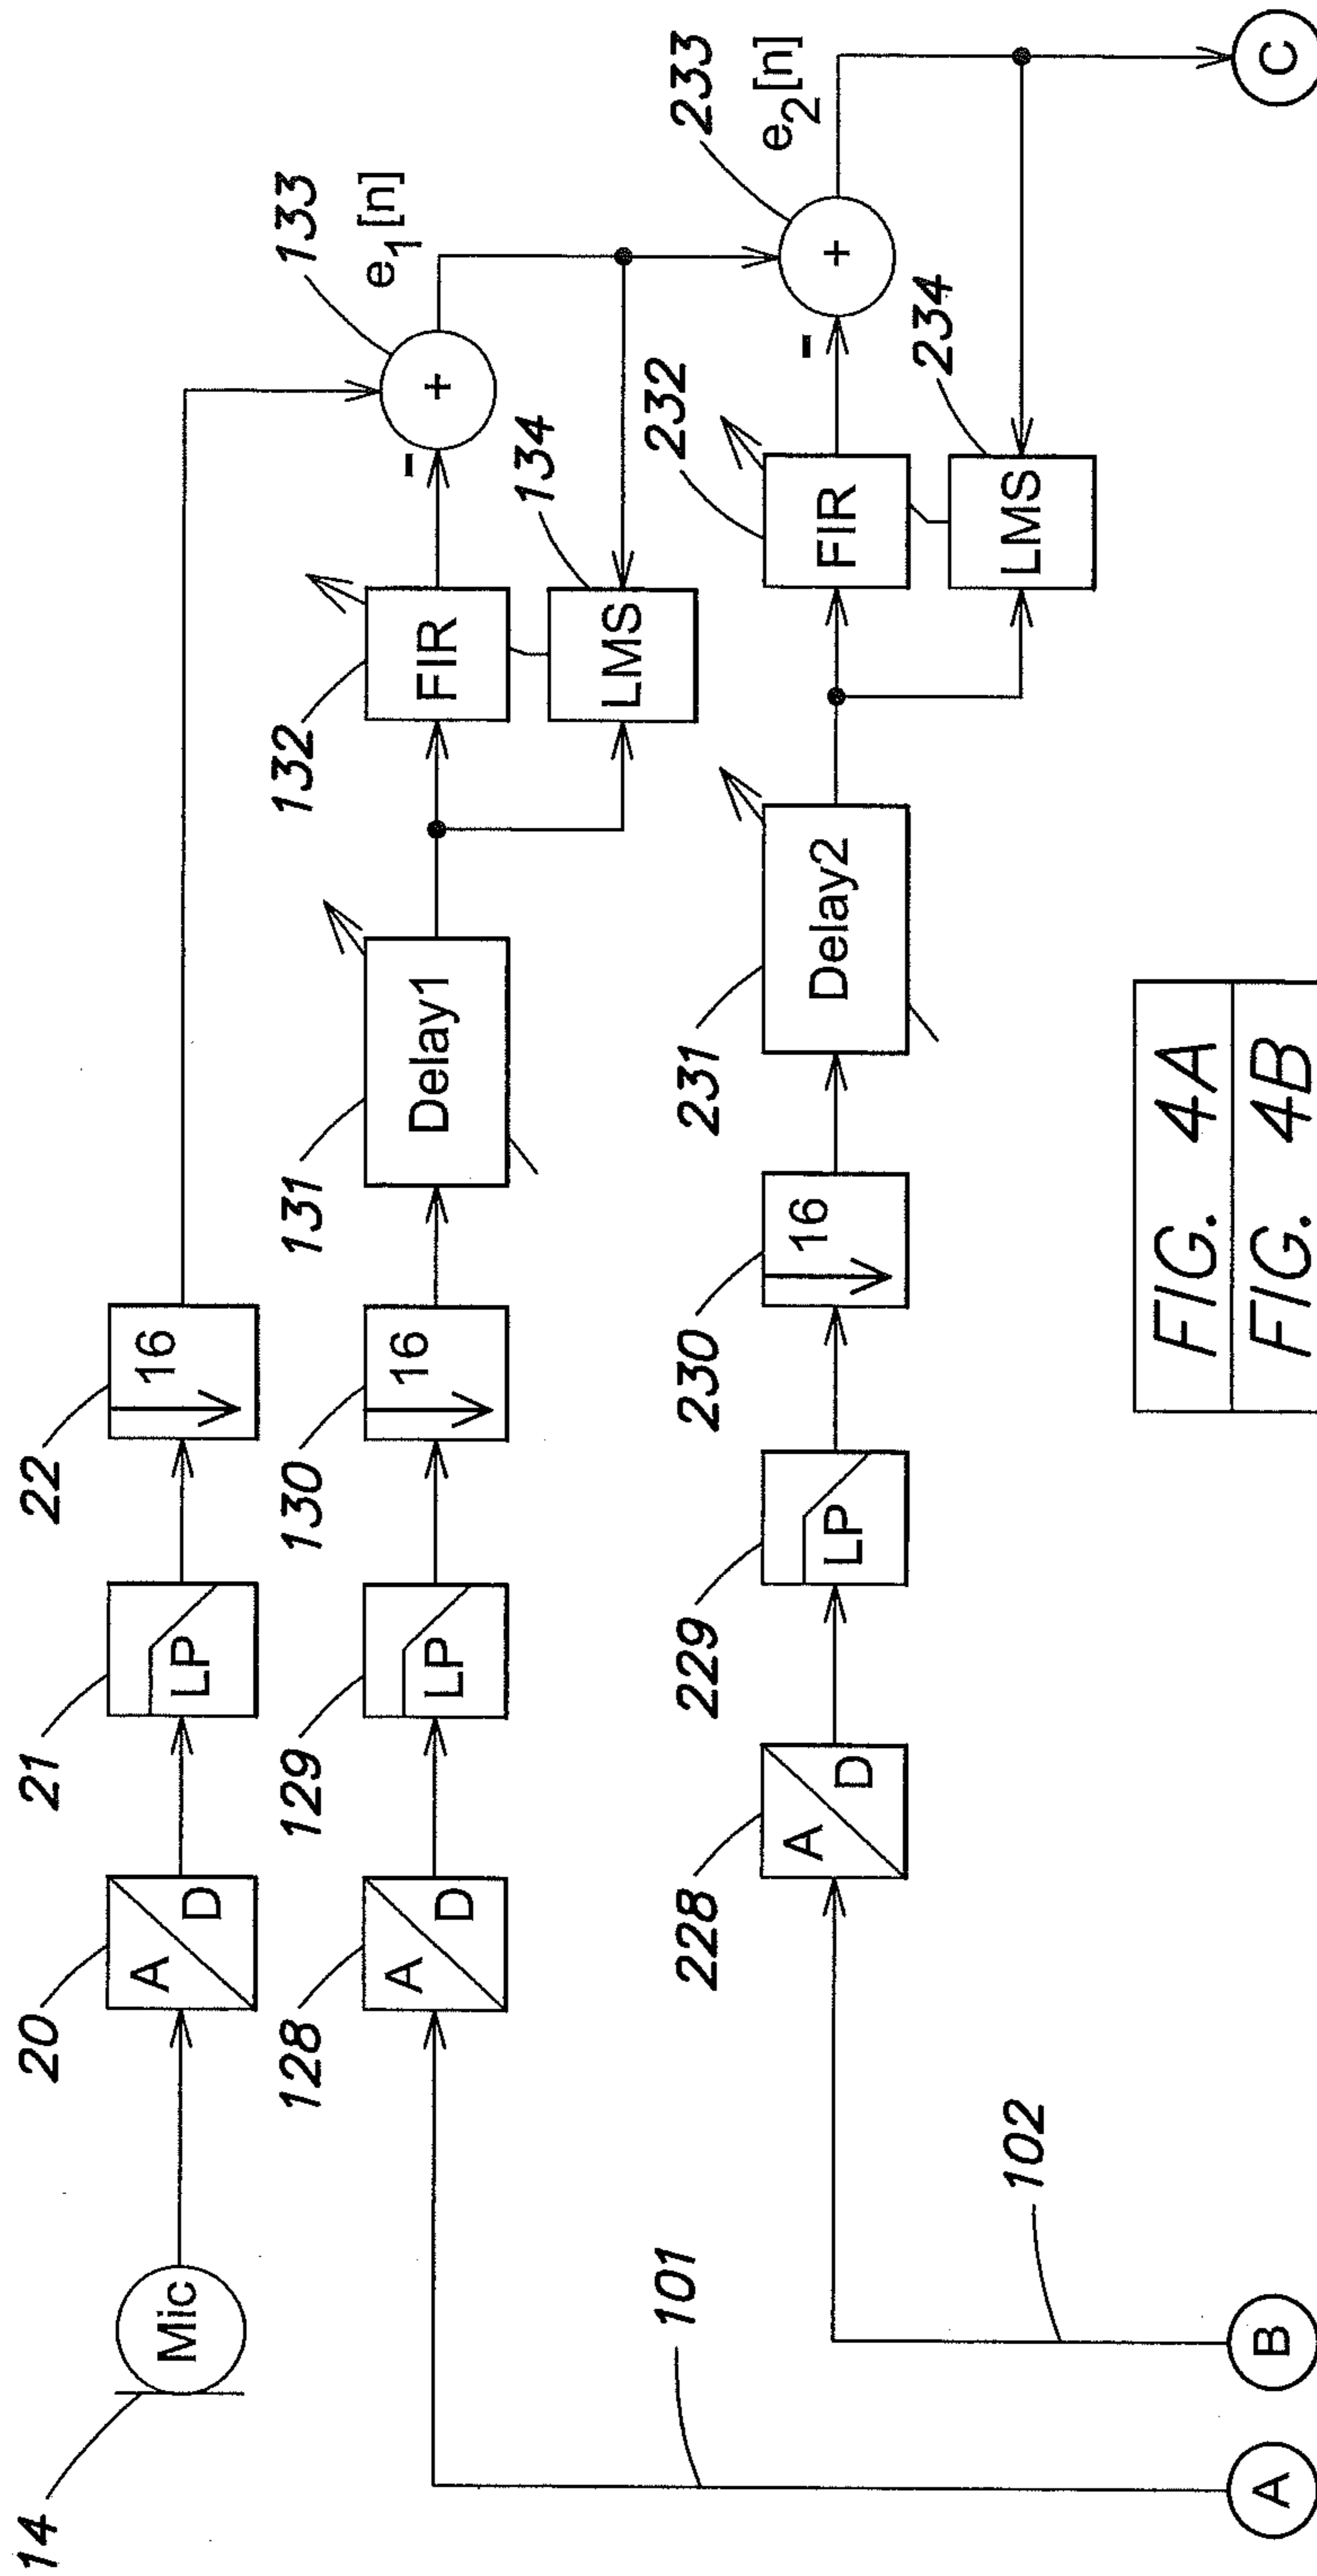 14
Mic
20
A
D
21
LP
22
16
128
A
D
129
LP
130
16
131
Delay1
132
FIR
-
+
133
e1[n]
134
LMS
101
228
A
D
229
LP
230
16
231
Delay2
232
FIR
-
+
233
e2[n]
234
LMS
102
A
B
C
FIG. 4A
FIG. 4B